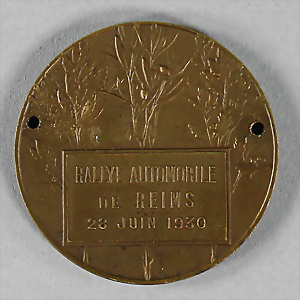 RALLYE AUTOMOBILE
DE REIMS
28 JUIN 1930